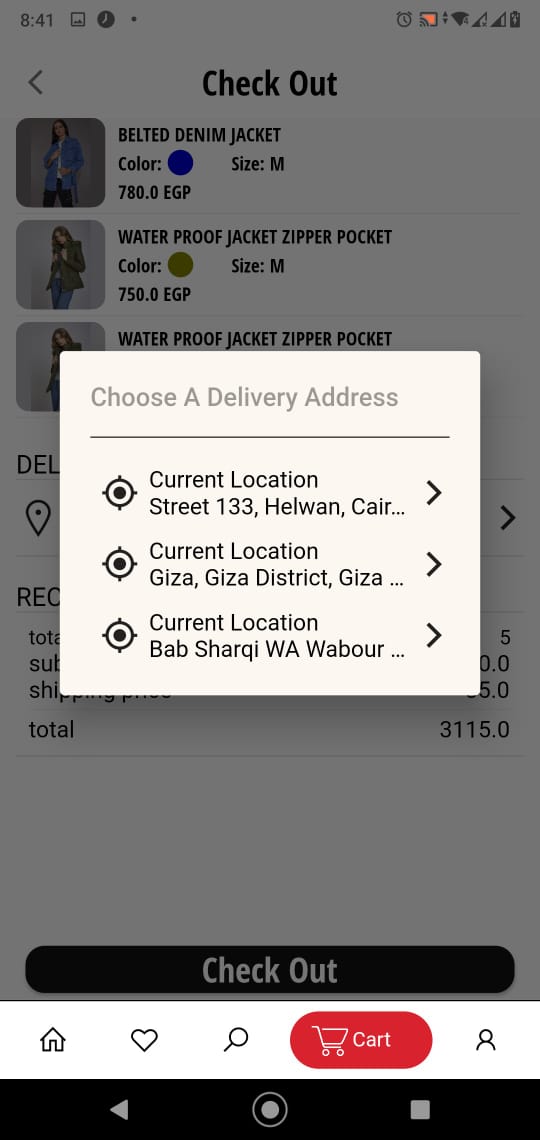 8:41
Check Out
BELTED DENIM JACKET
Color: Size: M
780.0 EGP
WATER PROOF JACKET ZIPPER POCKET
Color: Size: M
750.0 EGP
WATER PROOF JACKET ZIPPER POCKET
Choose A Delivery Address
DEL
Current Location
Street 133, Helwan, Cair...
Current Location
Giza, Giza District, Giza ...
REC
Current Location
Bab Sharqi WA Wabour ...
tota 5
sub 0.0
shipping price 5.0
total 3115.0
Check Out
Cart